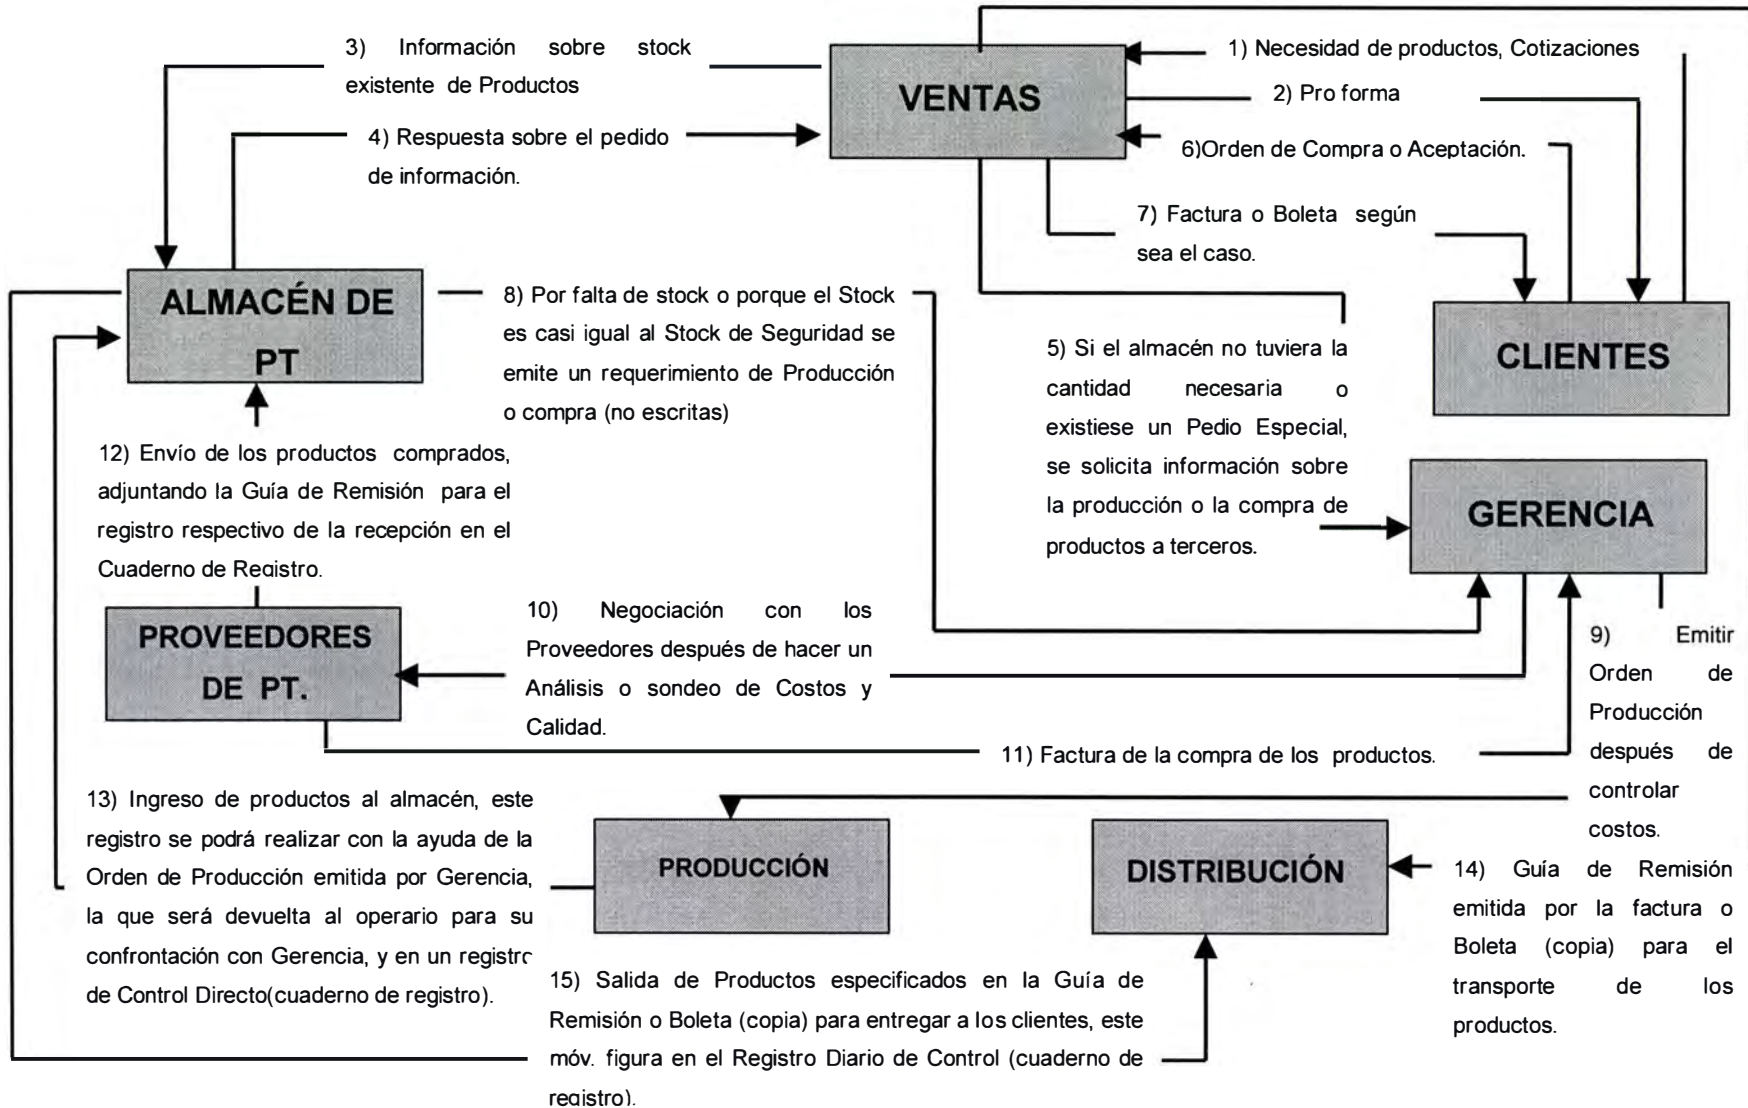 3) Información sobre stock
existente de Productos
VENTAS
1) Necesidad de productos, Cotizaciones
2) Pro forma
4) Respuesta sobre el pedido
de información.
6)Orden de Compra o Aceptación.
7) Factura o Boleta según
sea el caso.
ALMACÉN DE
PT
8) Por falta de stock o porque el Stock
es casi igual al Stock de Seguridad se
emite un requerimiento de Producción
o compra (no escritas)
5) Si el almacén no tuviera la
cantidad necesaria o
existiese un Pedio Especial,
se solicita información sobre
la producción o la compra de
productos a terceros.
CLIENTES
GERENCIA
12) Envío de los productos comprados,
adjuntando la Guía de Remisión para el
registro respectivo de la recepción en el
Cuaderno de Registro.
PROVEEDORES
DE PT.
10) Negociación con los
Proveedores después de hacer un
Análisis o sondeo de Costos y
Calidad.
9) Emitir
Orden de
Producción
después de
controlar
costos.
11) Factura de la compra de los productos.
13) Ingreso de productos al almacén, este
registro se podrá realizar con la ayuda de la
Orden de Producción emitida por Gerencia,
la que será devuelta al operario para su
confrontación con Gerencia, y en un registro
de Control Directo(cuaderno de registro).
PRODUCCIÓN
DISTRIBUCIÓN
14) Guía de Remisión
emitida por la factura o
Boleta (copia) para el
transporte de los
productos.
15) Salida de Productos especificados en la Guía de
Remisión o Boleta (copia) para entregar a los clientes, este
móv. figura en el Registro Diario de Control (cuaderno de
registro).